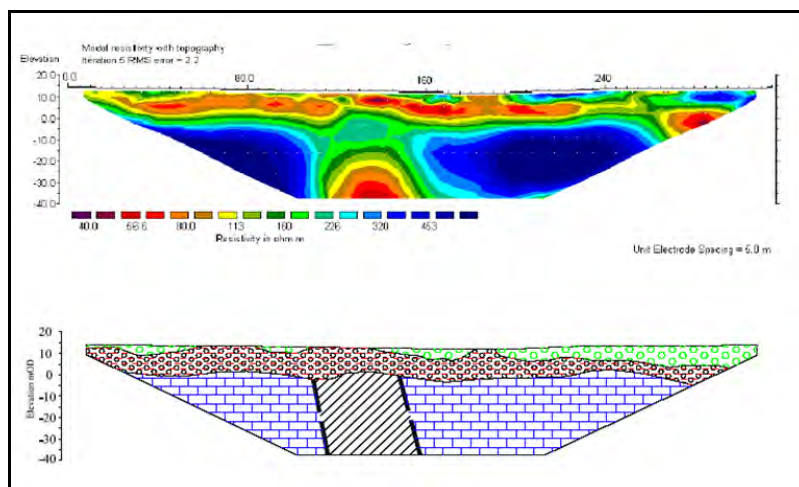 Model resistivity with topography
Elevation
Iteration 5 RMS error = 2.2
20.0
0.0
80.0
160
240
10.0
0.0
-10.0
-20.0
-30.0
-40.0
40.0 56.6 80.0 113 160 226 320 453
Resistivity in ohm m
Unit Electrode Spacing = 5.0 m
Elevation mOD
20
10
0
-10
-20
-30
-40